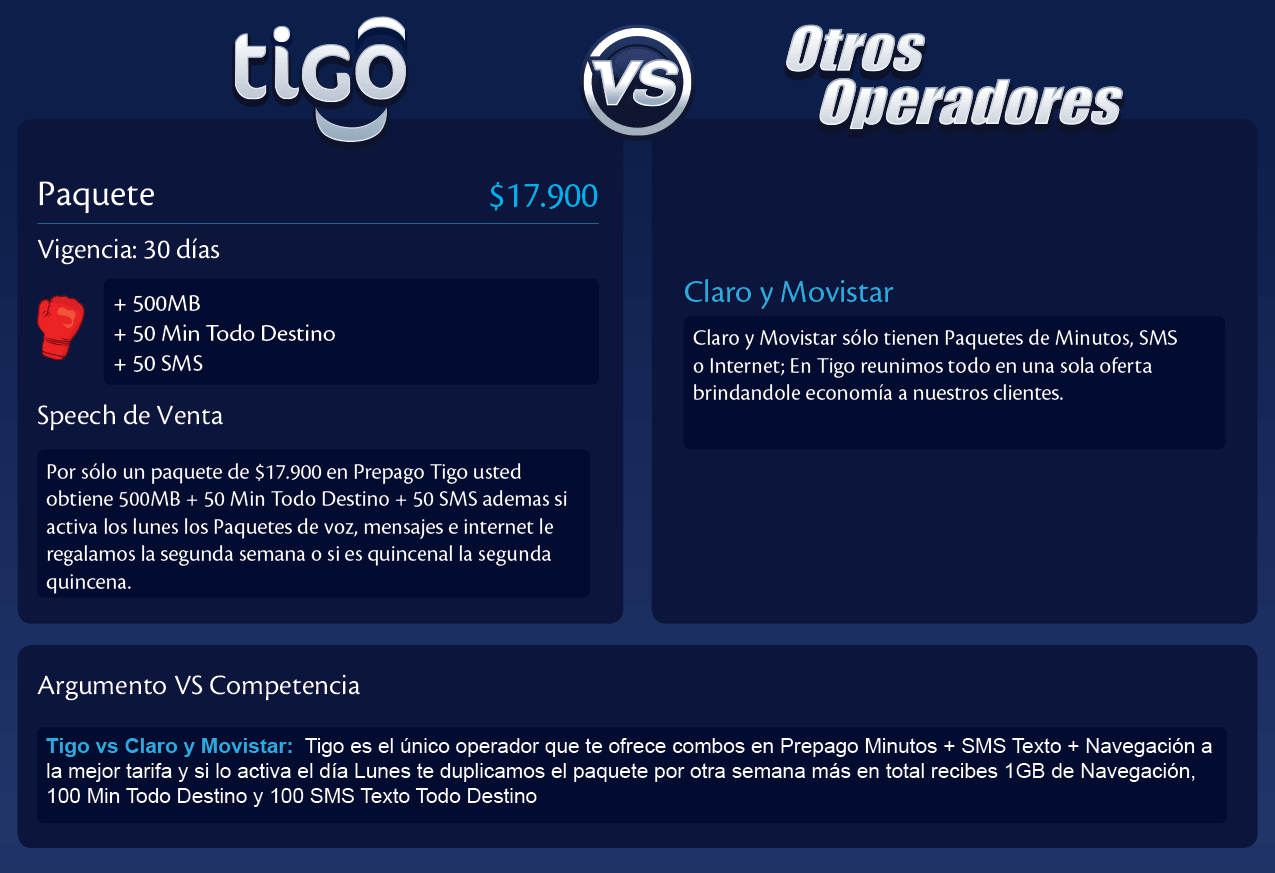 tigo
VS
Otros
Operadores
Paquete
$17.900
Vigencia: 30 días
+ 500MB
+ 50 Min Todo Destino
+ 50 SMS
Speech de Venta
Por sólo un paquete de $17.900 en Prepago Tigo usted
obtiene 500MB + 50 Min Todo Destino + 50 SMS ademas si
activa los lunes los Paquetes de voz, mensajes e internet le
regalamos la segunda semana o si es quincenal la segunda
quincena.
Claro y Movistar
Claro y Movistar sólo tienen Paquetes de Minutos, SMS
o Internet; En Tigo reunimos todo en una sola oferta
brindandole economía a nuestros clientes.
Argumento VS Competencia
Tigo vs Claro y Movistar: Tigo es el único operador que te ofrece combos en Prepago Minutos + SMS Texto + Navegación a
la mejor tarifa y si lo activa el día Lunes te duplicamos el paquete por otra semana más en total recibes 1GB de Navegación,
100 Min Todo Destino y 100 SMS Texto Todo Destino